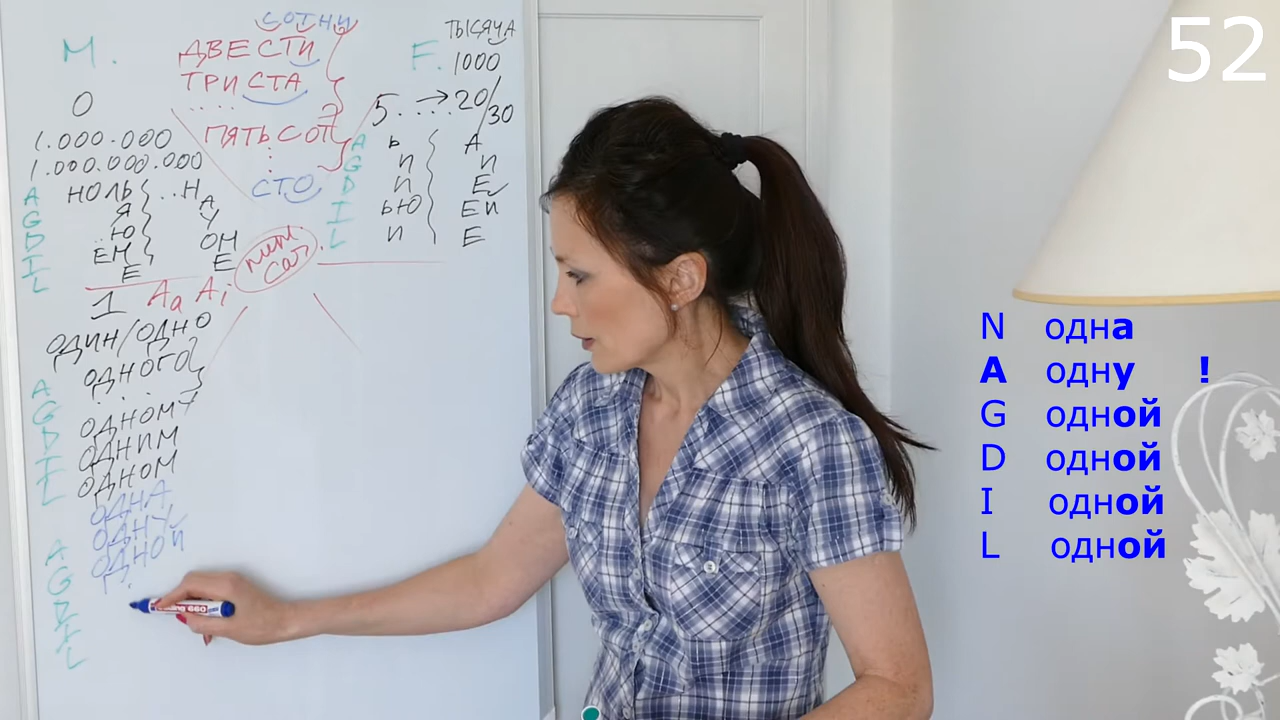 52
M.
0
1.000.000
1.000.000.000
НОЛЬ ..Н
Я А
Ю У
ЁМ ОМ
Е Е
A
G
D
I
L
1 Aa Ai
ОДИН/ОДНО
ОДНОГО
. . .
ОДНОМУ
ОДНИМ
ОДНОМ
A
G
D
I
L
ОДНА
ОДНУ
ОДНОЙ
A
G
D
I
L
СОТНИ
ДВЕСТИ
ТРИСТА
.....
ПЯТЬСОТ
СТО
F.
ТЫСЯЧА
1000
5....→20/30
A Ь А
G И И
D И Е
I ЬЮ ЕЙ
L И Е
N одна
A одну !
G одной
D одной
I одной
L одной